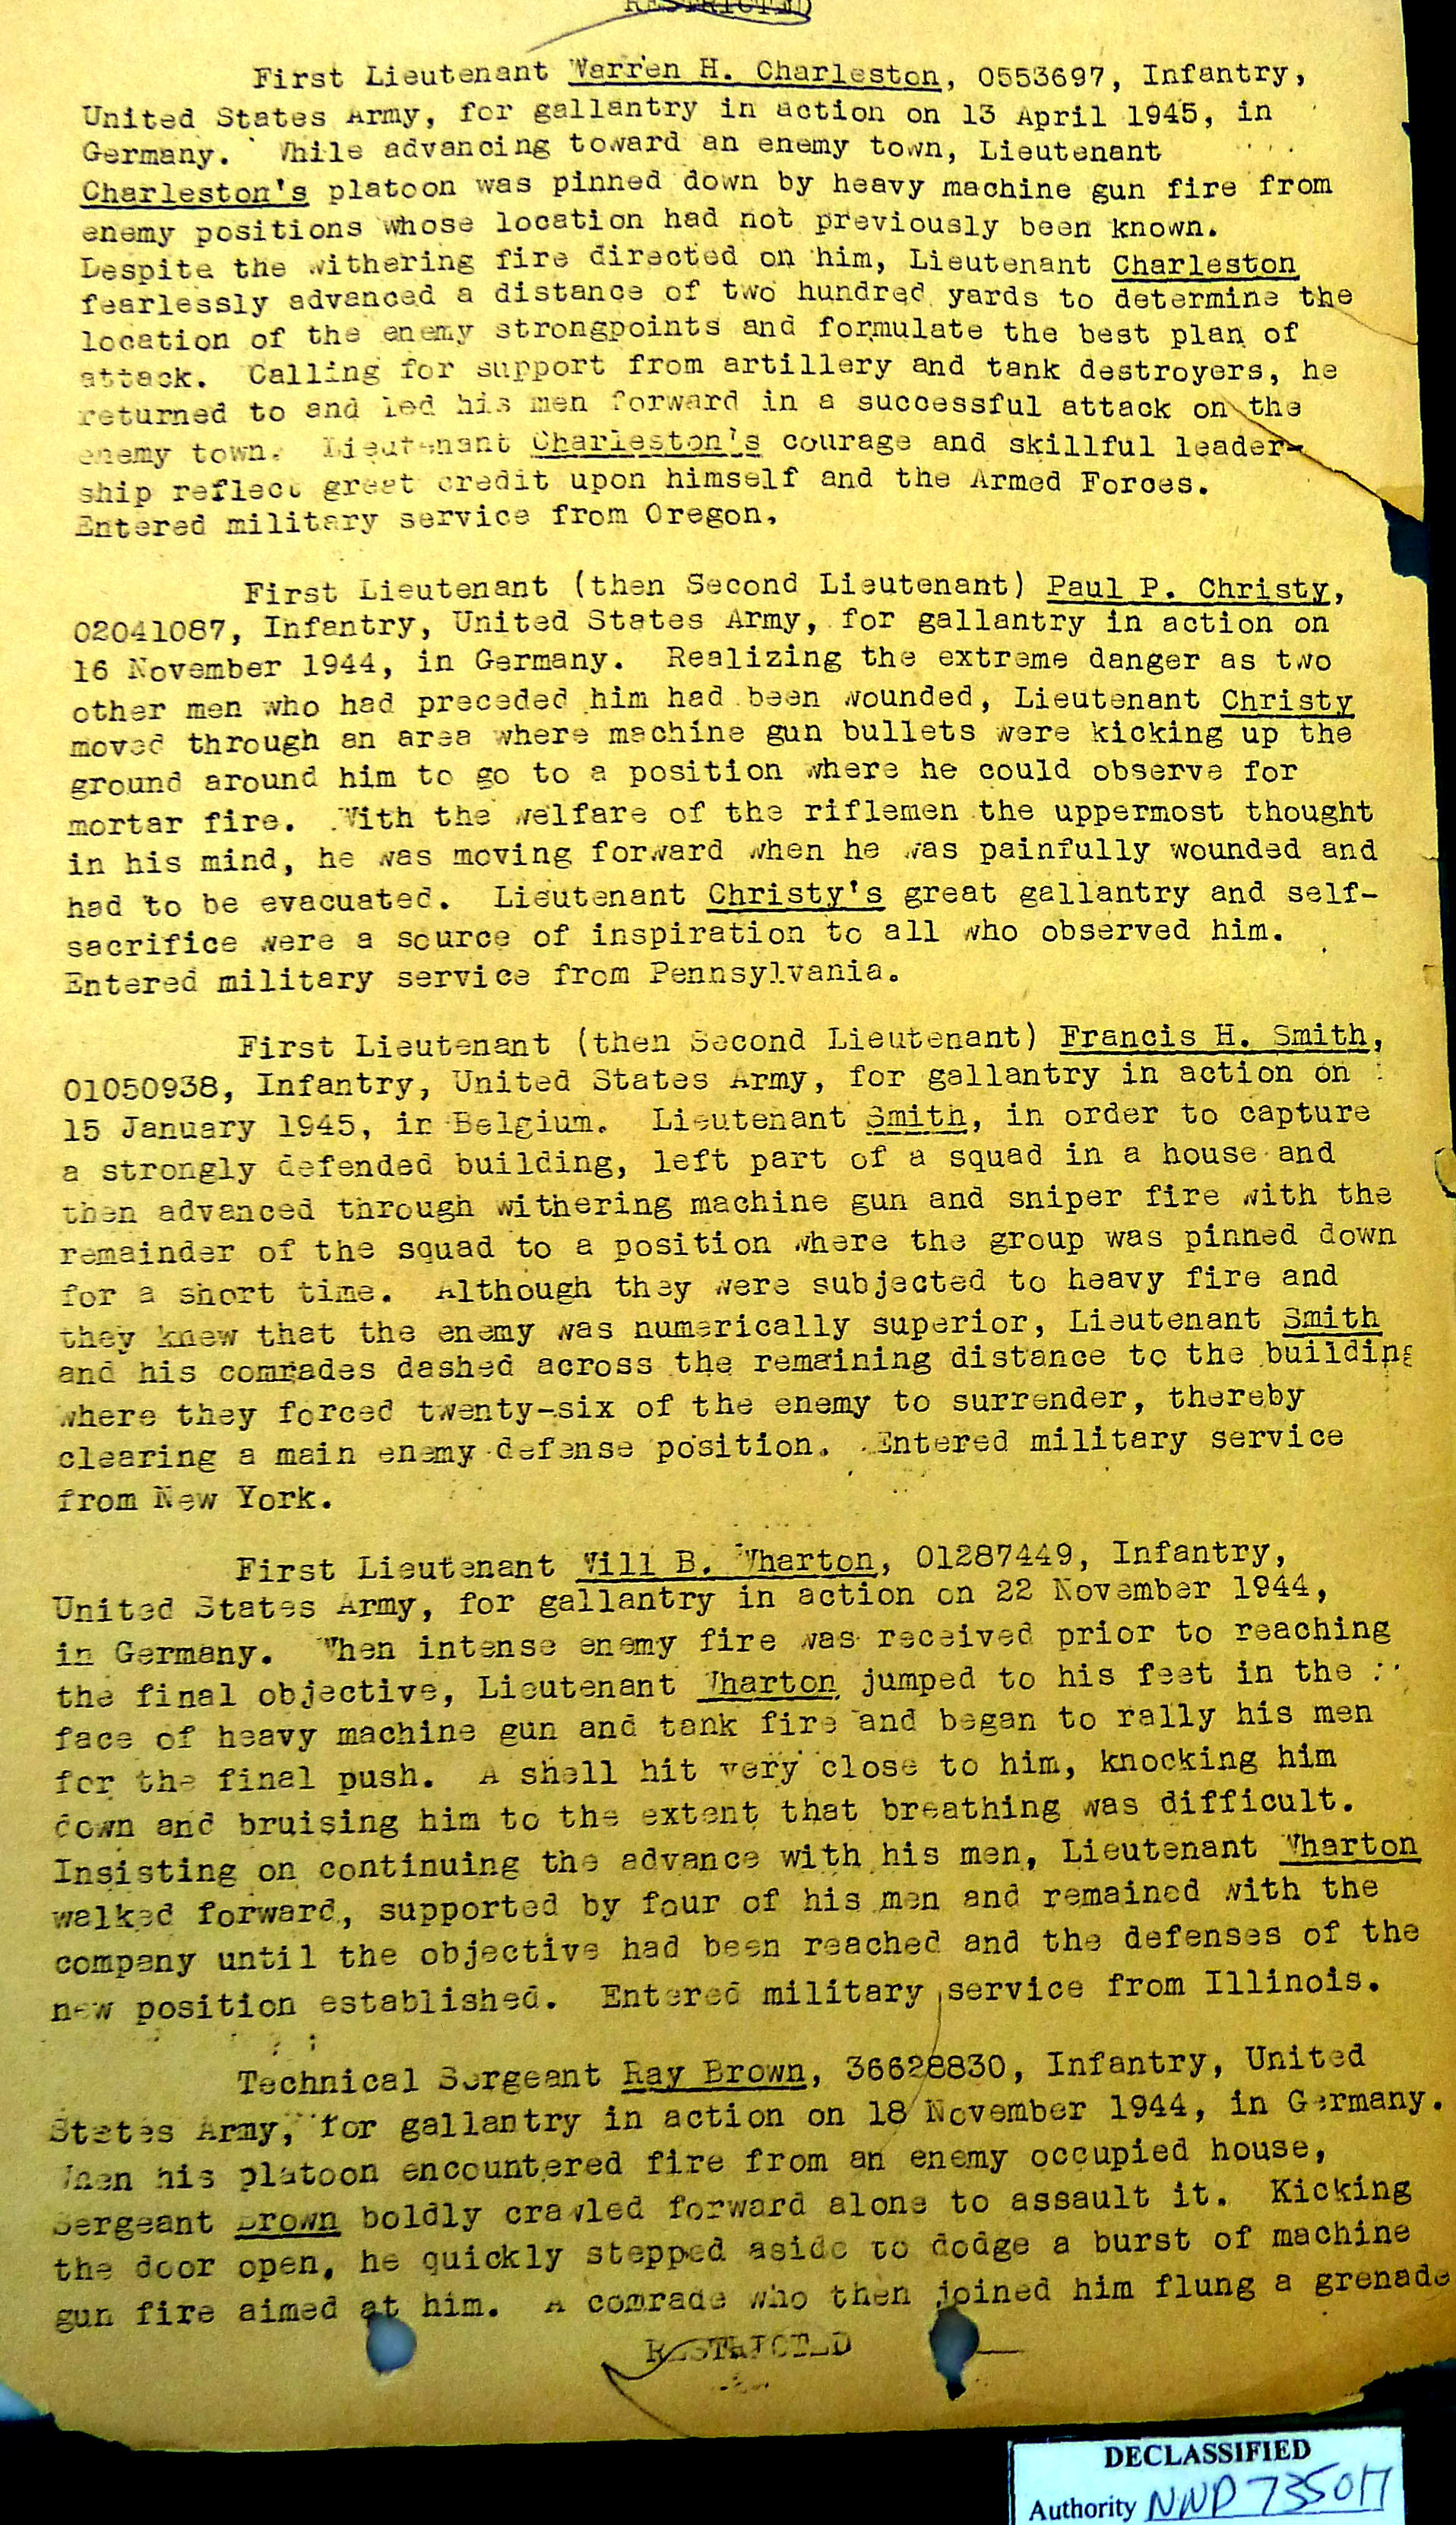 RESTRICTED
First Lieutenant Warren H. Charleston, 0553697, Infantry,
United States Army, for gallantry in action on 13 April 1945, in
Germany. While advancing toward an enemy town, Lieutenant
Charleston's platoon was pinned down by heavy machine gun fire from
enemy positions whose location had not previously been known.
Despite the withering fire directed on him, Lieutenant Charleston
fearlessly advanced a distance of two hundred yards to determine the
location of the enemy strongpoints and formulate the best plan of
attack. Calling for support from artillery and tank destroyers, he
returned to and led his men forward in a successful attack on the
enemy town. Lieutenant Charleston's courage and skillful leader-
ship reflect great credit upon himself and the Armed Forces.
Entered military service from Oregon.
First Lieutenant (then Second Lieutenant) Paul P. Christy,
02041087, Infantry, United States Army, for gallantry in action on
16 November 1944, in Germany. Realizing the extreme danger as two
other men who had preceded him had been wounded, Lieutenant Christy
moved through an area where machine gun bullets were kicking up the
ground around him to go to a position where he could observe for
mortar fire. With the welfare of the riflemen the uppermost thought
in his mind, he was moving forward when he was painfully wounded and
had to be evacuated. Lieutenant Christy's great gallantry and self-
sacrifice were a source of inspiration to all who observed him.
Entered military service from Pennsylvania.
First Lieutenant (then Second Lieutenant) Francis H. Smith,
01050938, Infantry, United States Army, for gallantry in action on
15 January 1945, in Belgium. Lieutenant Smith, in order to capture
a strongly defended building, left part of a squad in a house and
then advanced through withering machine gun and sniper fire with the
remainder of the squad to a position where the group was pinned down
for a short time. Although they were subjected to heavy fire and
they knew that the enemy was numerically superior, Lieutenant Smith
and his comrades dashed across the remaining distance to the building
where they forced twenty-six of the enemy to surrender, thereby
clearing a main enemy defense position. Entered military service
from New York.
First Lieutenant Will B. Wharton, 01287449, Infantry,
United States Army, for gallantry in action on 22 November 1944,
in Germany. When intense enemy fire was received prior to reaching
the final objective, Lieutenant Wharton jumped to his feet in the
face of heavy machine gun and tank fire and began to rally his men
for the final push. A shell hit very close to him, knocking him
down and bruising him to the extent that breathing was difficult.
Insisting on continuing the advance with his men, Lieutenant Wharton
walked forward, supported by four of his men and remained with the
company until the objective had been reached and the defenses of the
new position established. Entered military service from Illinois.
Technical Sergeant Ray Brown, 36628830, Infantry, United
States Army, for gallantry in action on 18 November 1944, in Germany.
When his platoon encountered fire from an enemy occupied house,
Sergeant Brown boldly crawled forward alone to assault it. Kicking
the door open, he quickly stepped aside to dodge a burst of machine
gun fire aimed at him. A comrade who then joined him flung a grenade
RESTRICTED
DECLASSIFIED
Authority NND 735017